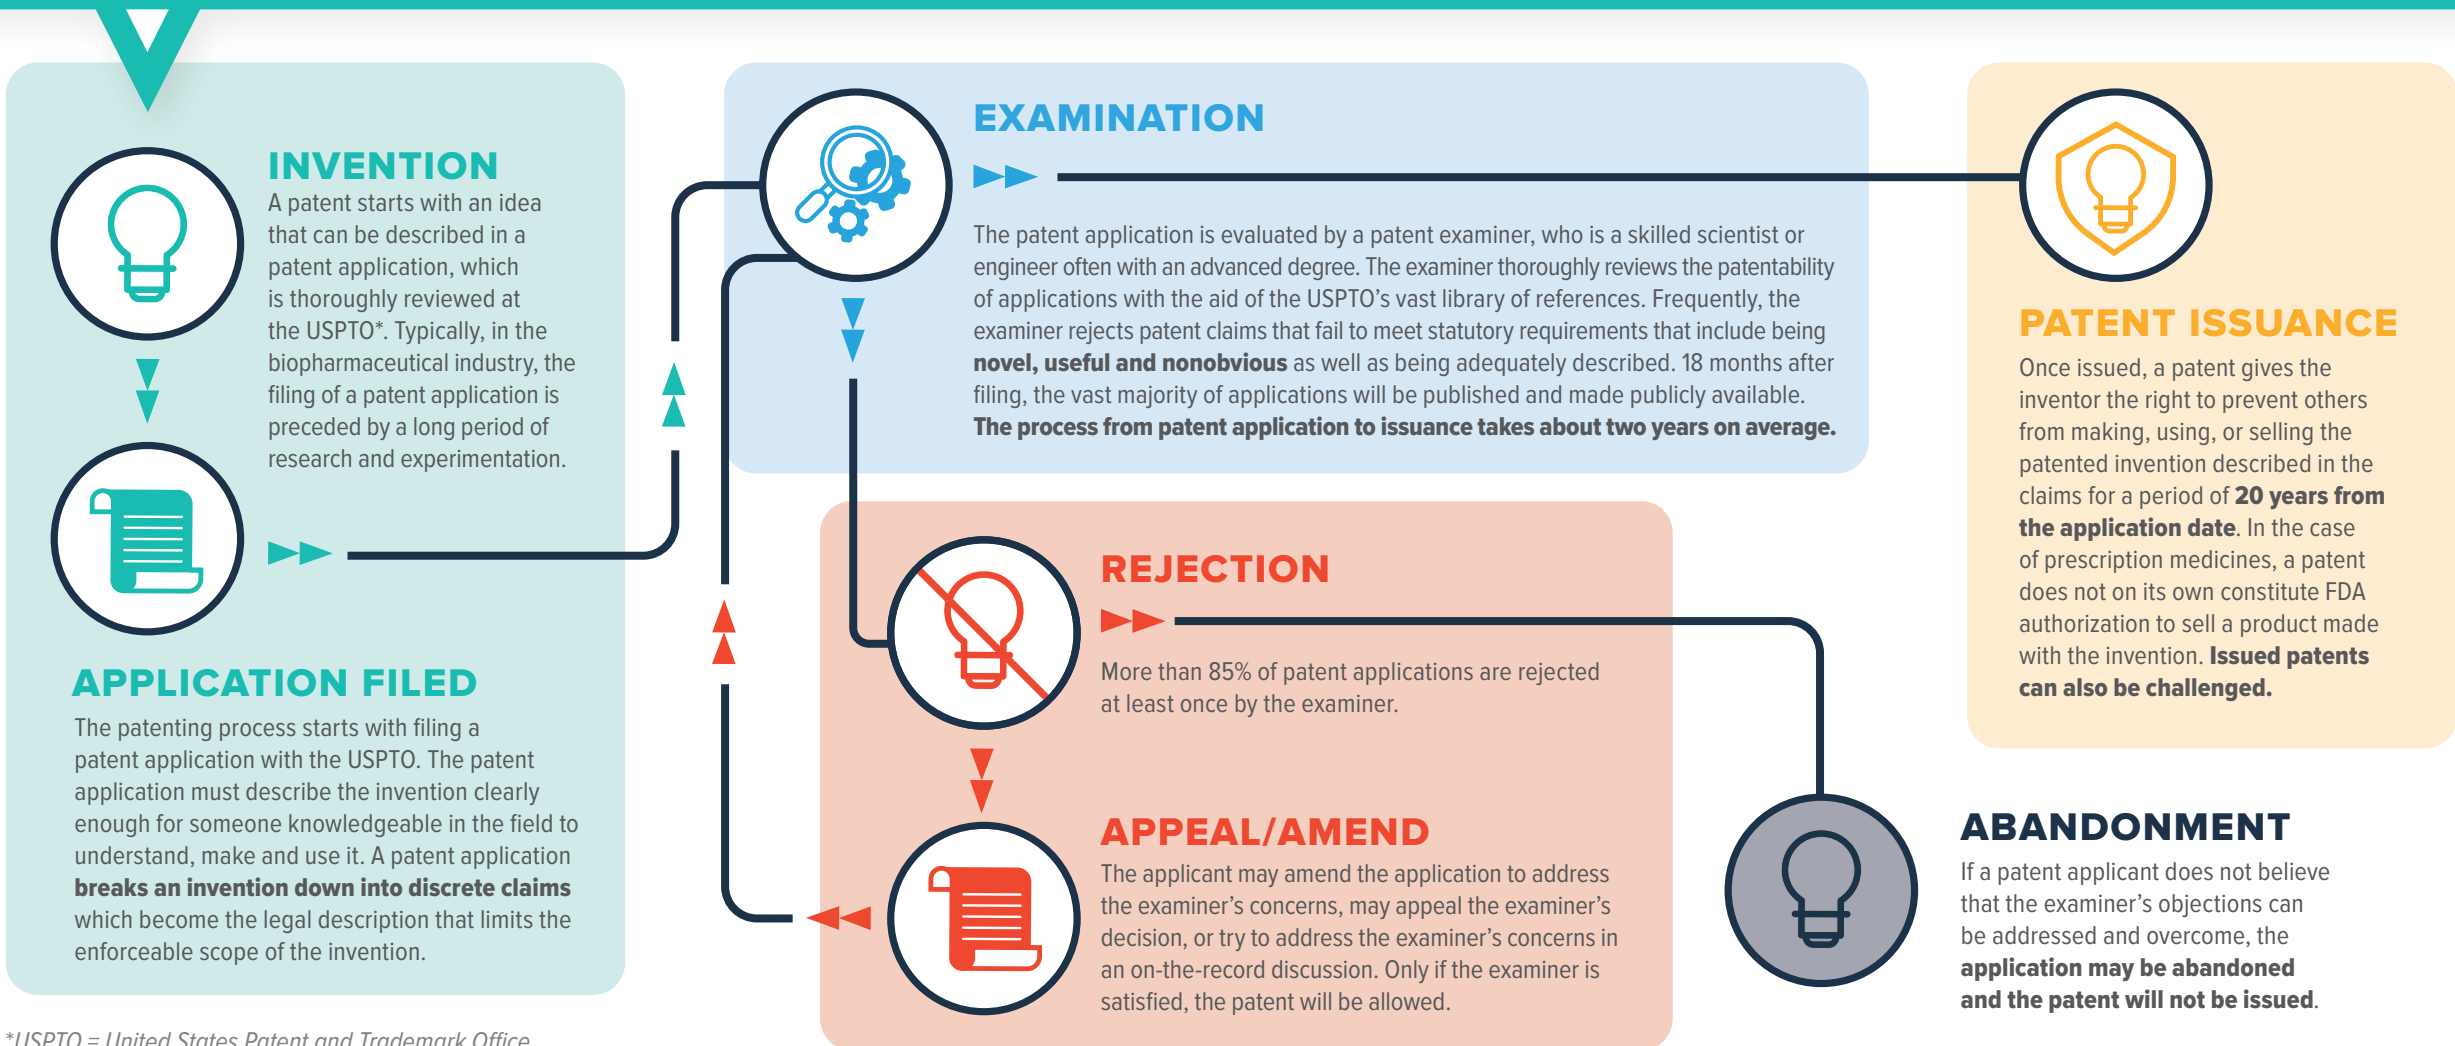 INVENTION
A patent starts with an idea
that can be described in a
patent application, which
is thoroughly reviewed at
the USPTO*. Typically, in the
biopharmaceutical industry, the
filing of a patent application is
preceded by a long period of
research and experimentation.
APPLICATION FILED
The patenting process starts with filing a
patent application with the USPTO. The patent
application must describe the invention clearly
enough for someone knowledgeable in the field to
understand, make and use it. A patent application
breaks an invention down into discrete claims
which become the legal description that limits the
enforceable scope of the invention.
*USPTO = United States Patent and Trademark Office
EXAMINATION
The patent application is evaluated by a patent examiner, who is a skilled scientist or
engineer often with an advanced degree. The examiner thoroughly reviews the patentability
of applications with the aid of the USPTO's vast library of references. Frequently, the
examiner rejects patent claims that fail to meet statutory requirements that include being
novel, useful and nonobvious as well as being adequately described. 18 months after
filing, the vast majority of applications will be published and made publicly available.
The process from patent application to issuance takes about two years on average.
REJECTION
More than 85% of patent applications are rejected
at least once by the examiner.
APPEAL/AMEND
The applicant may amend the application to address
the examiner's concerns, may appeal the examiner's
decision, or try to address the examiner's concerns in
an on-the-record discussion. Only if the examiner is
satisfied, the patent will be allowed.
PATENT ISSUANCE
Once issued, a patent gives the
inventor the right to prevent others
from making, using, or selling the
patented invention described in the
claims for a period of 20 years from
the application date. In the case
of prescription medicines, a patent
does not on its own constitute FDA
authorization to sell a product made
with the invention. Issued patents
can also be challenged.
ABANDONMENT
If a patent applicant does not believe
that the examiner's objections can
be addressed and overcome, the
application may be abandoned
and the patent will not be issued.